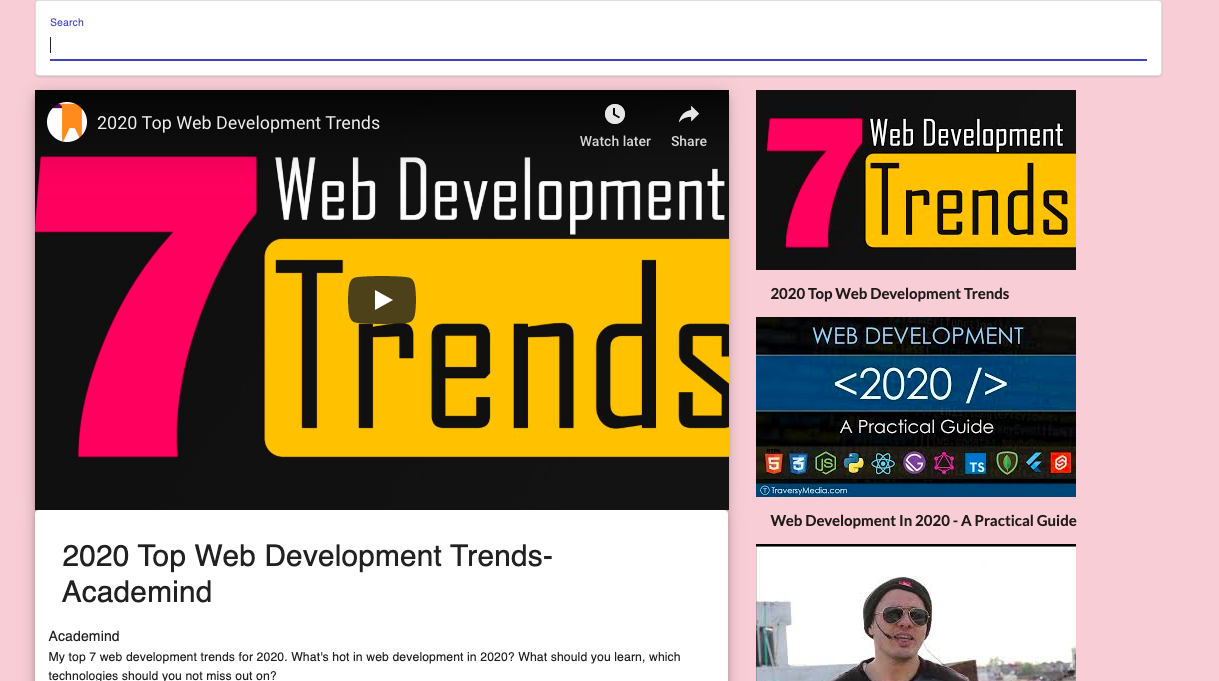 Search
2020 Top Web Development Trends
Watch later
Share
7
Web Development
Trends
2020 Top Web Development Trends-
Academind
Academind
My top 7 web development trends for 2020. What's hot in web development in 2020? What should you learn, which
technologies should you not miss out on?
7
Web Development
Trends
2020 Top Web Development Trends
WEB DEVELOPMENT
<2020 />
A Practical Guide
5 3 JS TS
TraversyMedia.com
Web Development In 2020 - A Practical Guide